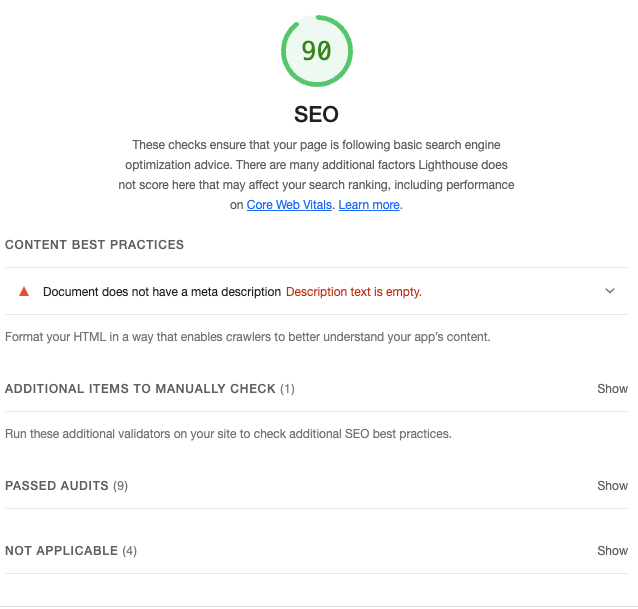 90
SEO
These checks ensure that your page is following basic search engine
optimization advice. There are many additional factors Lighthouse does
not score here that may affect your search ranking, including performance
on Core Web Vitals. Learn more.
CONTENT BEST PRACTICES
Document does not have a meta description Description text is empty.
Format your HTML in a way that enables crawlers to better understand your app's content.
ADDITIONAL ITEMS TO MANUALLY CHECK (1) Show
Run these additional validators on your site to check additional SEO best practices.
PASSED AUDITS (9) Show
NOT APPLICABLE (4) Show